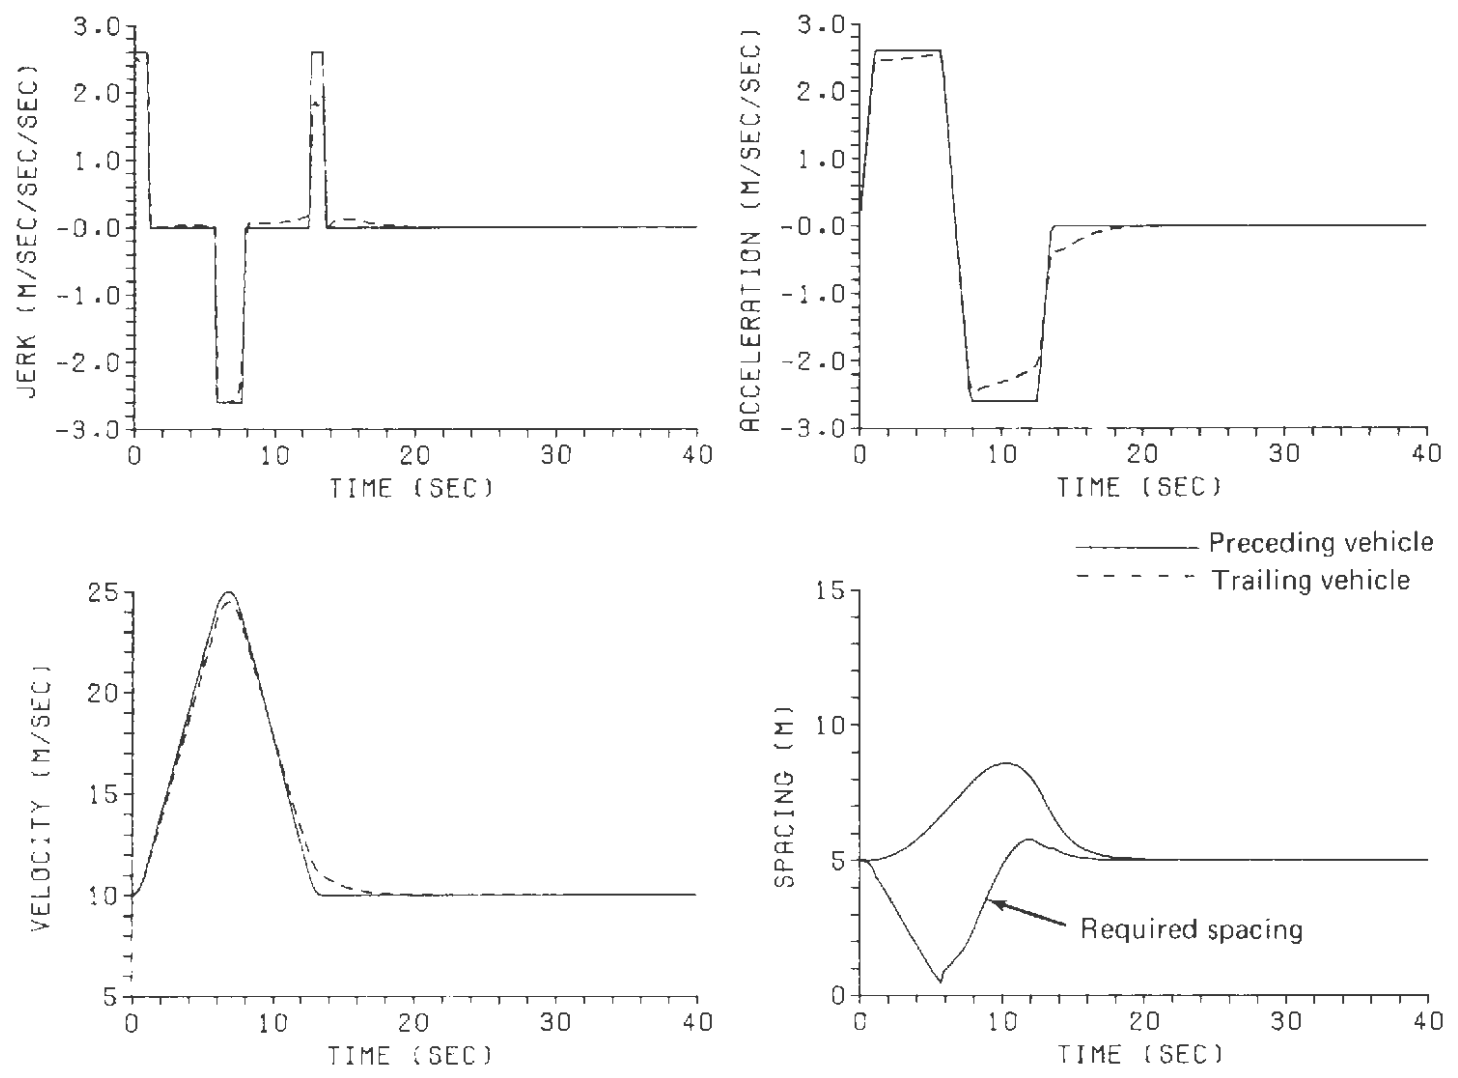 JERK (M/SEC/SEC/SEC)
3.0
2.0
1.0
-0.0
-1.0
-2.0
-3.0
0 10 20 30 40
TIME (SEC)
ACCELERATION (M/SEC/SEC)
3.0
2.0
1.0
-0.0
-1.0
-2.0
-3.0
0 10 20 30 40
TIME (SEC)
Preceding vehicle
Trailing vehicle
VELOCITY (M/SEC)
25
20
15
10
5
0 10 20 30 40
TIME (SEC)
SPACING (M)
15
10
5
0
Required spacing
0 10 20 30 40
TIME (SEC)